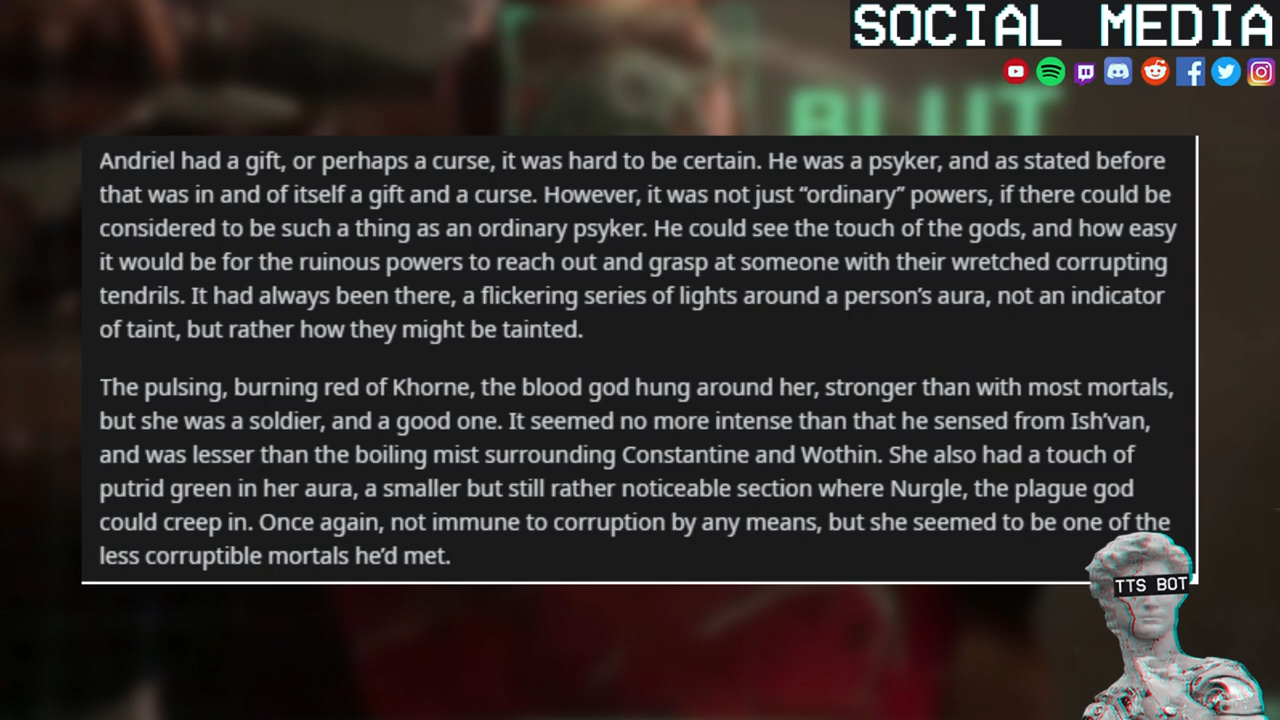 SOCIAL MEDIA
BLUT
Andriel had a gift, or perhaps a curse, it was hard to be certain. He was a psyker, and as stated before
that was in and of itself a gift and a curse. However, it was not just “ordinary” powers, if there could be
considered to be such a thing as an ordinary psyker. He could see the touch of the gods, and how easy
it would be for the ruinous powers to reach out and grasp at someone with their wretched corrupting
tendrils. It had always been there, a flickering series of lights around a person’s aura, not an indicator
of taint, but rather how they might be tainted.
The pulsing, burning red of Khorne, the blood god hung around her, stronger than with most mortals,
but she was a soldier, and a good one. It seemed no more intense than that he sensed from Ish’van,
and was lesser than the boiling mist surrounding Constantine and Wothin. She also had a touch of
putrid green in her aura, a smaller but still rather noticeable section where Nurgle, the plague god
could creep in. Once again, not immune to corruption by any means, but she seemed to be one of the
less corruptible mortals he’d met.
TTS BOT